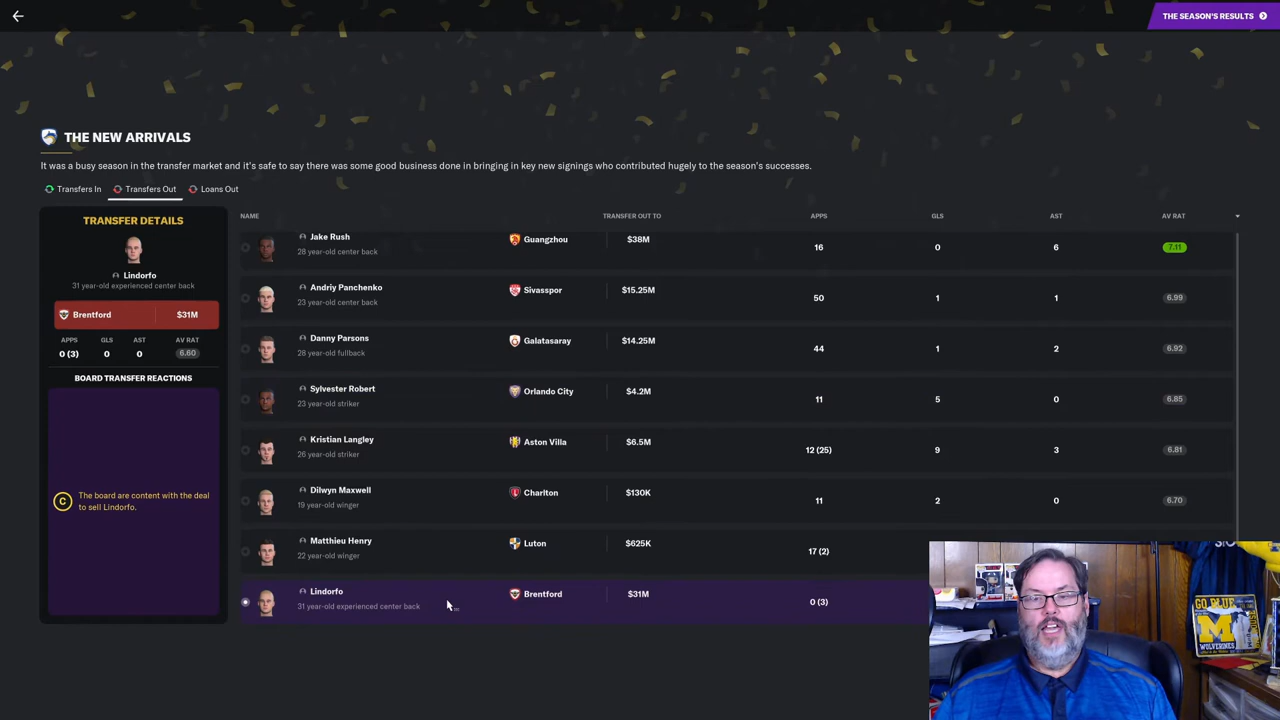 THE SEASON'S RESULTS
THE NEW ARRIVALS
It was a busy season in the transfer market and it's safe to say there was some good business done in bringing in key new signings who contributed hugely to the season's successes.
Transfers In Transfers Out Loans Out
TRANSFER DETAILS
Lindorfo
31 year-old experienced center back
Brentford $31M
APPS GLS AST AV RAT
0 (3) 0 0 6.60
BOARD TRANSFER REACTIONS
C
The board are content with the deal
to sell Lindorfo.
NAME TRANSFER OUT TO APPS GLS AST AV RAT
Jake Rush Guangzhou $38M 16 0 6 7.11
28 year-old center back
Andriy Panchenko Sivasspor $15.25M 50 1 1 6.99
23 year-old center back
Danny Parsons Galatasaray $14.25M 44 1 2 6.92
28 year-old fullback
Sylvester Robert Orlando City $4.2M 11 5 0 6.85
23 year-old striker
Kristian Langley Aston Villa $6.5M 12 (25) 9 3 6.81
26 year-old striker
Dilwyn Maxwell Charlton $130K 11 2 0 6.70
19 year-old winger
Matthieu Henry Luton $625K 17 (2)
22 year-old winger
Lindorfo Brentford $31M 0 (3)
31 year-old experienced center back
GO BLUE
M
WOLVERINES